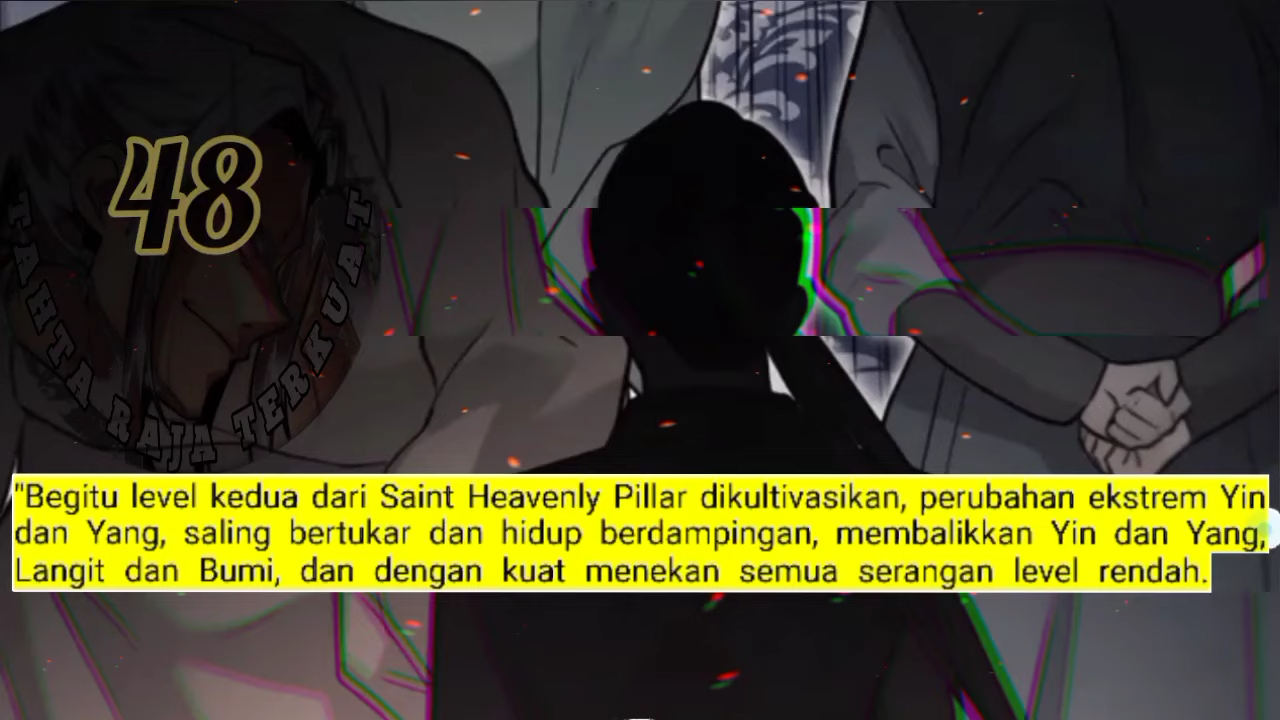 48
TAHTA RAJA TERKUAT
"Begitu level kedua dari Saint Heavenly Pillar dikultivasikan, perubahan ekstrem Yin
dan Yang, saling bertukar dan hidup berdampingan, membalikkan Yin dan Yang,
Langit dan Bumi, dan dengan kuat menekan semua serangan level rendah.